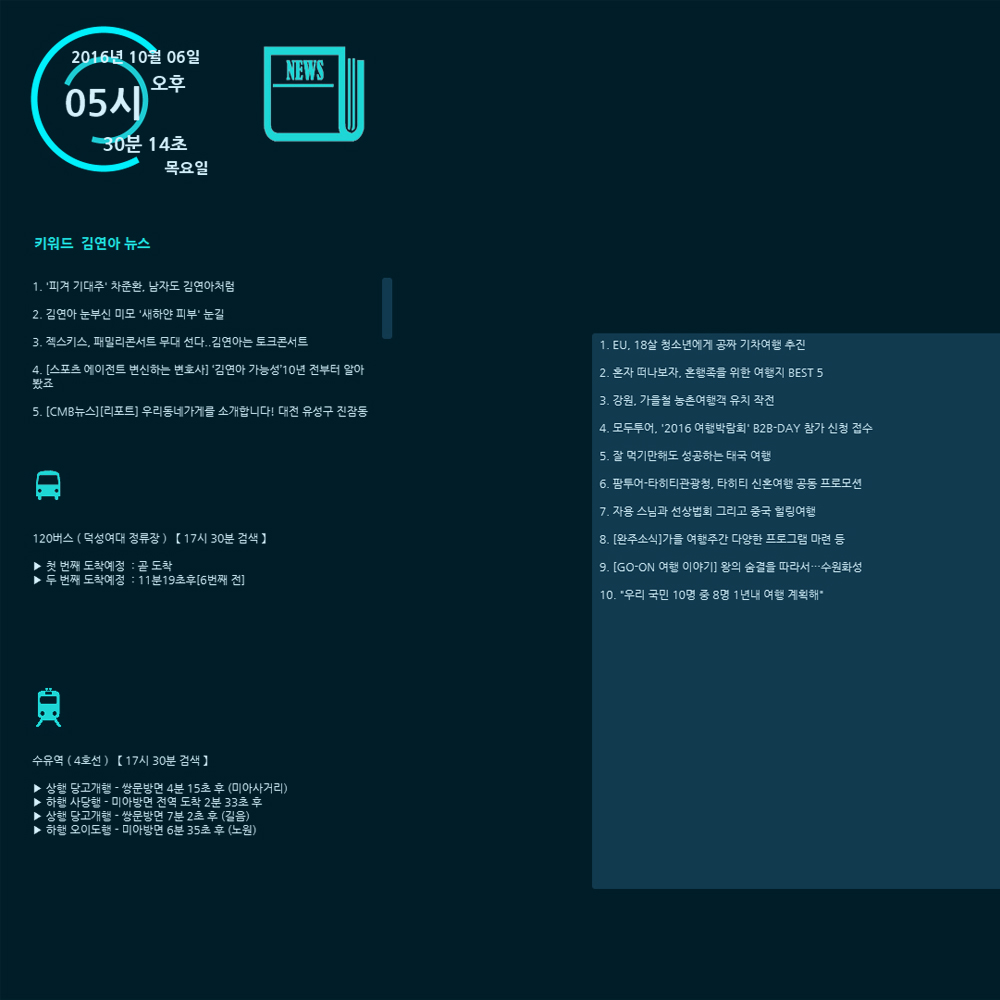 2016년 10월 06일
오후
05시
30분 14초
목요일
NEWS
키워드 김연아 뉴스
1. '피겨 기대주' 차준환, 남자도 김연아처럼
2. 김연아 눈부신 미모 '새하얀 피부' 눈길
3. 젝스키스, 패밀리콘서트 무대 선다..김연아는 토크콘서트
4. [스포츠 에이전트 변신하는 변호사] ‘김연아 가능성’10년 전부터 알아
봤죠
5. [CMB뉴스][리포트] 우리동네가게를 소개합니다! 대전 유성구 진잠동
120버스 ( 덕성여대 정류장 ) 【 17시 30분 검색 】
▶ 첫 번째 도착예정 : 곧 도착
▶ 두 번째 도착예정 : 11분19초후[6번째 전]
수유역 ( 4호선 ) 【 17시 30분 검색 】
▶ 상행 당고개행 - 쌍문방면 4분 15초 후 (미아사거리)
▶ 하행 사당행 - 미아방면 전역 도착 2분 33초 후
▶ 상행 당고개행 - 쌍문방면 7분 2초 후 (길음)
▶ 하행 오이도행 - 미아방면 6분 35초 후 (노원)
1. EU, 18살 청소년에게 공짜 기차여행 추진
2. 혼자 떠나보자, 혼행족을 위한 여행지 BEST 5
3. 강원, 가을철 농촌여행객 유치 작전
4. 모두투어, '2016 여행박람회' B2B-DAY 참가 신청 접수
5. 잘 먹기만해도 성공하는 태국 여행
6. 팜투어-타히티관광청, 타히티 신혼여행 공동 프로모션
7. 자용 스님과 선상법회 그리고 중국 힐링여행
8. [완주소식]가을 여행주간 다양한 프로그램 마련 등
9. [GO-ON 여행 이야기] 왕의 숨결을 따라서…수원화성
10. "우리 국민 10명 중 8명 1년내 여행 계획해"